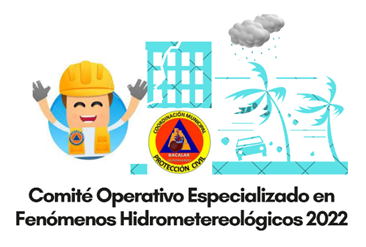 COORDINACIÓN MUNICIPAL
BACALAR
PROTECCIÓN CIVIL
Comité Operativo Especializado en
Fenómenos Hidrometereológicos 2022